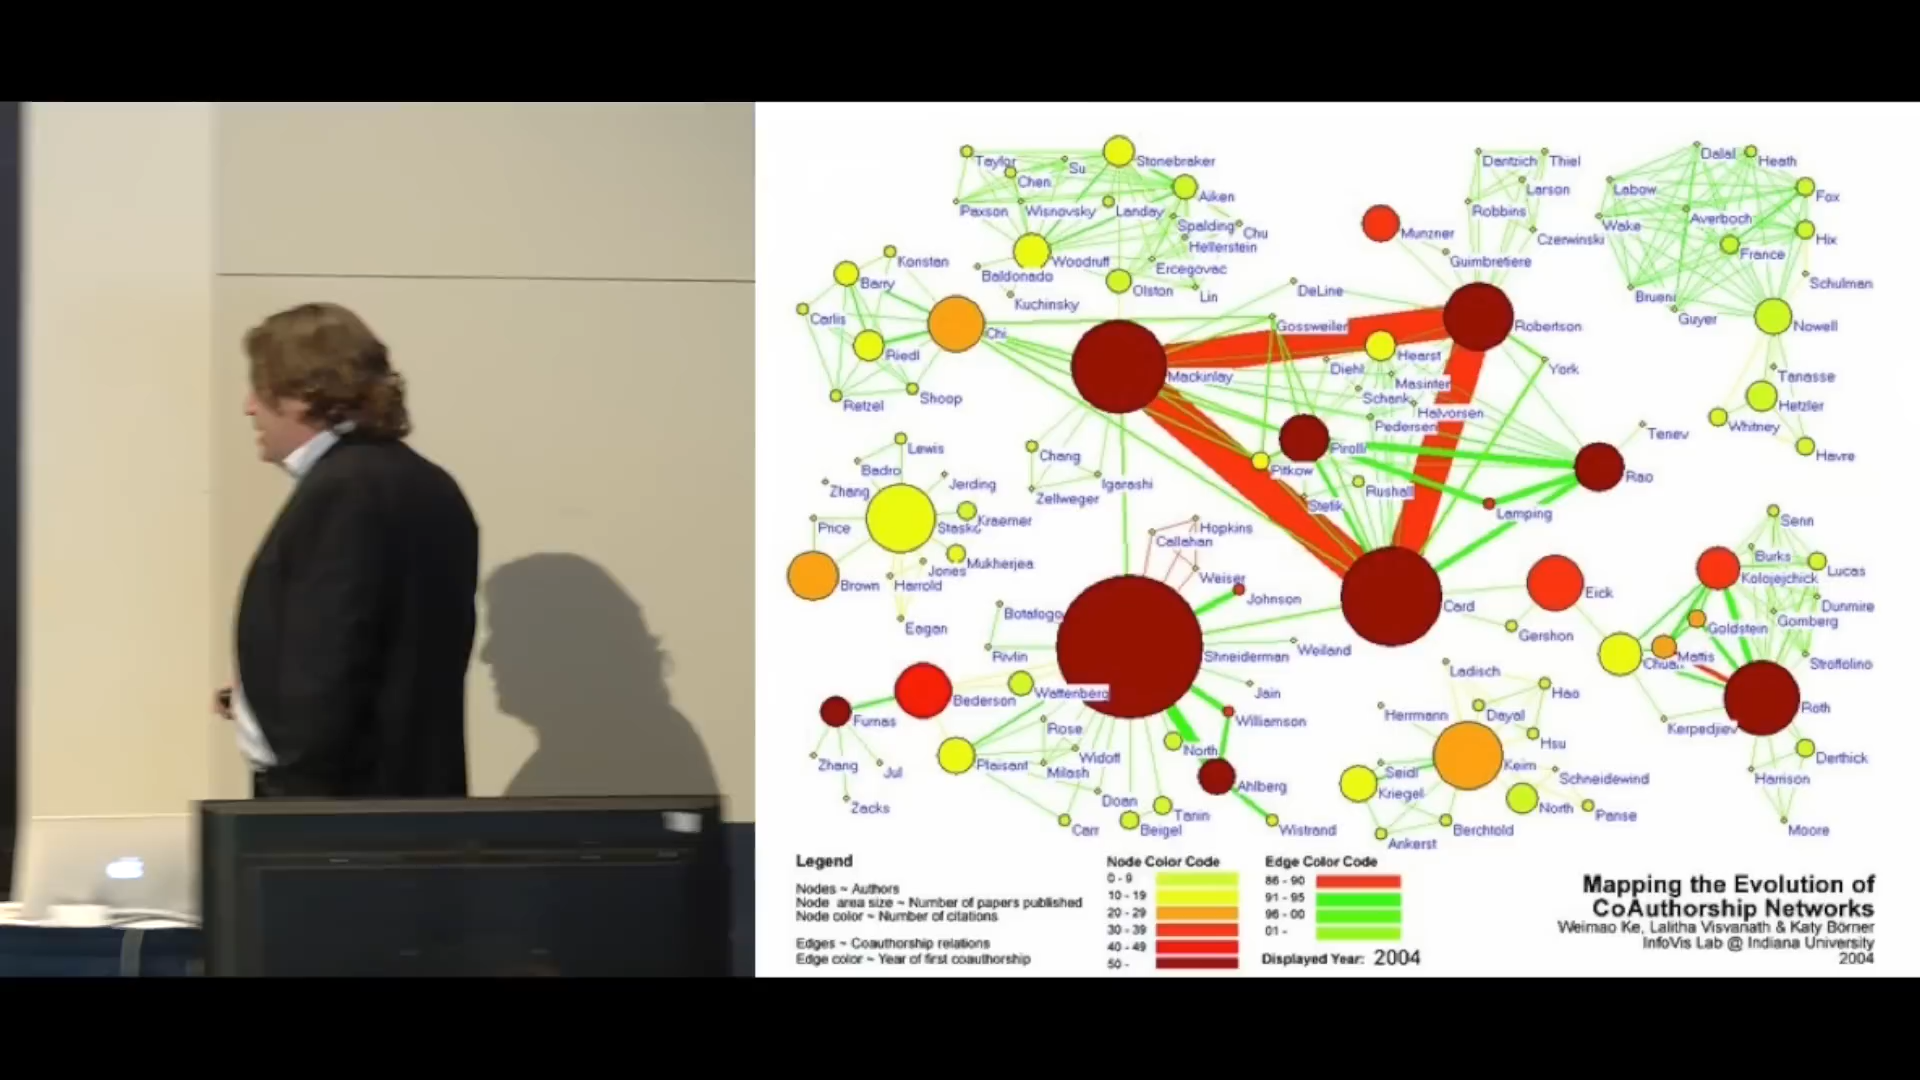 Taylor
Su
Stonebraker
Chen
Aiken
Paxson
Wisnovsky
Landay
Spalding
Chu
Hellerstein
Woodruff
Ercegovac
Baldonado
Olston
Lin
Kuchinsky
Konstan
Barry
Carlis
Chi
Riedl
Retzel
Shoop
Dantzich
Thiel
Larson
Robbins
Czerwinski
Munzner
Guimbretiere
Dalal
Heath
Labow
Fox
Averboch
Wake
Hix
France
Schulman
Brueni
Guyer
Nowell
Tanasse
Hetzler
Whitney
Havre
DeLine
Gossweiler
Robertson
Hearst
Mackinlay
Diehl
Masinter
York
Schank
Halvorsen
Pedersen
Pirolli
Tenev
Pitkow
Rao
Rushall
Stefik
Lamping
Lewis
Badro
Zhang
Jerding
Price
Stasko
Kraemer
Mukherjea
Jones
Brown
Harrold
Eagan
Chang
Igarashi
Zellweger
Hopkins
Callahan
Weiser
Johnson
Card
Eick
Gershon
Botafogo
Rivlin
Shneiderman
Weiland
Jain
Wattenberg
Bederson
Furnas
Williamson
Rose
North
Zhang
Jul
Plaisant
Milash
Widoff
Ahlberg
Zacks
Doan
Tanin
Carr
Beigel
Wistrand
Senn
Burks
Lucas
Kolojejchick
Dunmire
Goldstein
Gomberg
Mattis
Stroffolino
Roth
Kerpedjiev
Derthick
Harrison
Moore
Ladisch
Hao
Herrmann
Dayal
Hsu
Keim
Seidl
Schneidewind
Kriegel
North
Panse
Berchtold
Ankerst
Legend
Nodes ~ Authors
Node area size ~ Number of papers published
Node color ~ Number of citations
Edges ~ Coauthorship relations
Edge color ~ Year of first coauthorship
Node Color Code
0 - 9
10 - 19
20 - 29
30 - 39
40 - 49
50 -
Edge Color Code
86 - 90
91 - 95
96 - 00
01 -
Displayed Year: 2004
Mapping the Evolution of
CoAuthorship Networks
Weimao Ke, Lalitha Visvanath & Katy Börner
InfoVis Lab @ Indiana University
2004